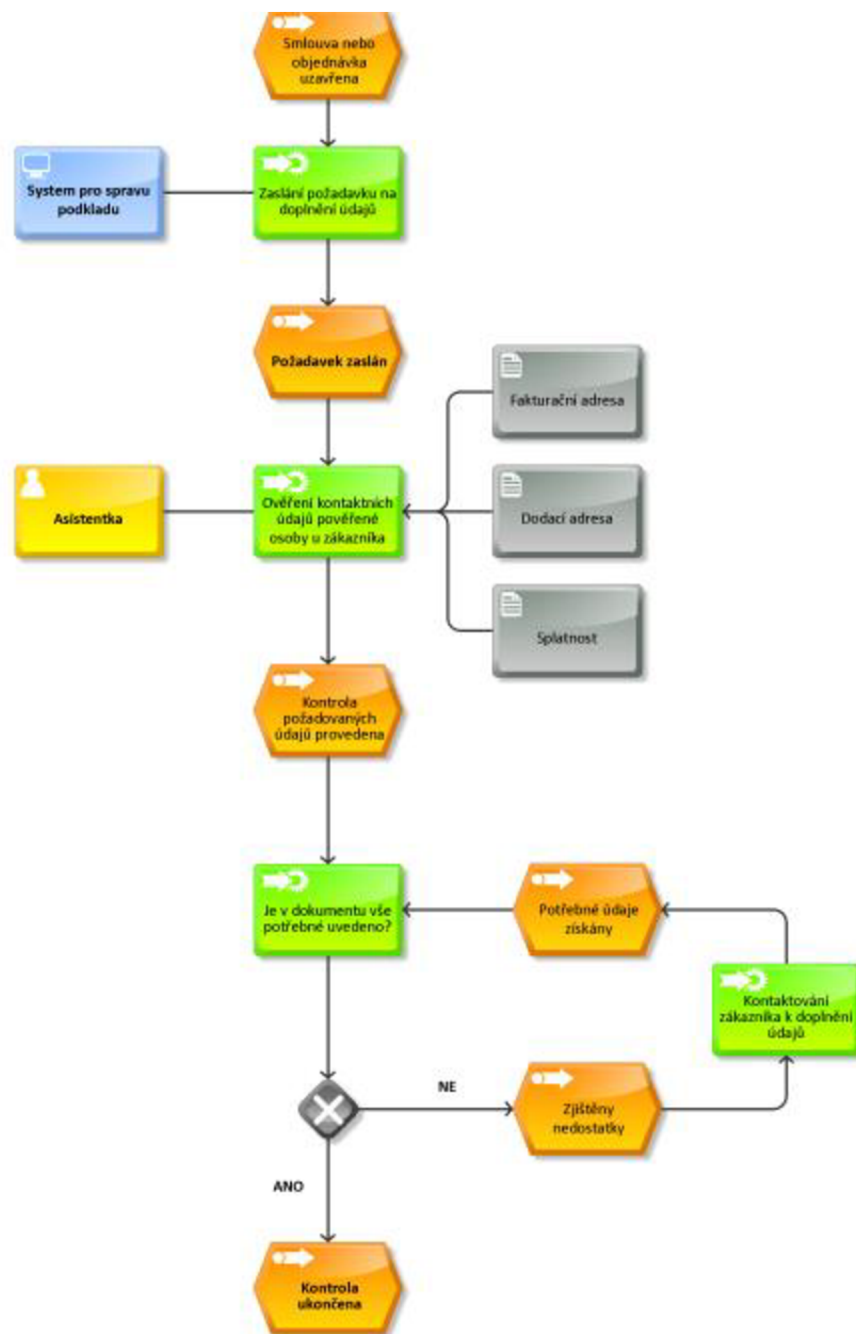 Smlouva nebo
objednávka
uzavřena
System pro spravu
podkladu
Zaslání požadavku na
doplnění údajů
Požadavek zaslán
Fakturační adresa
Asistentka
Ověření kontaktních
údajů pověřené
osoby u zákazníka
Dodací adresa
Splatnost
Kontrola
požadovaných
údajů provedena
Je v dokumentu vše
potřebné uvedeno?
Potřebné údaje
získány
Kontaktování
zákazníka k doplnění
údajů
NE
Zjištěny
nedostatky
ANO
Kontrola
ukončena